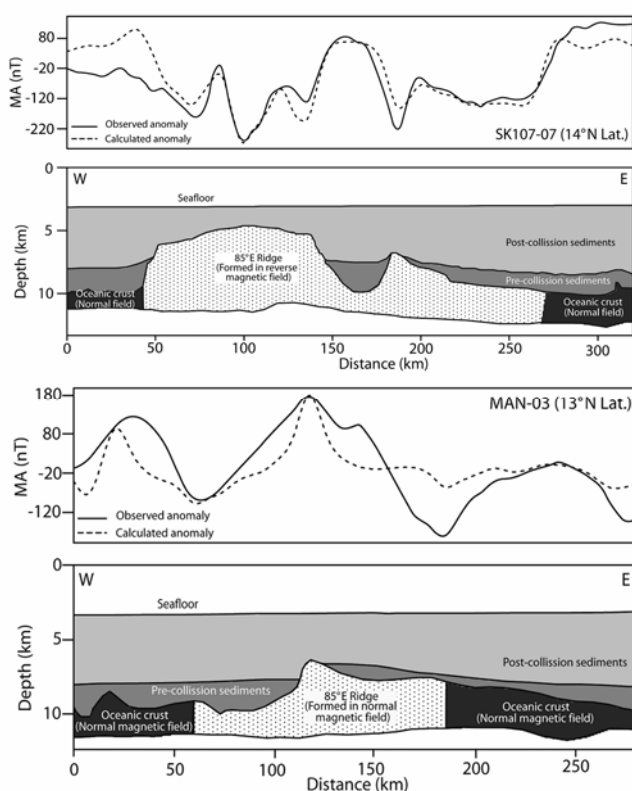 80
-20
-120
-220
MA (nT)
Observed anomaly
Calculated anomaly
SK107-07 (14°N Lat.)
0
5
10
Depth (km)
W
E
Seafloor
Post-collision sediments
85°E Ridge
(Formed in reverse
magnetic field)
Pre-collision sediments
Oceanic crust
(Normal field)
Oceanic crust
(Normal field)
0
50
100
150
200
250
300
Distance (km)
180
80
-20
-120
MA (nT)
MAN-03 (13°N Lat.)
Observed anomaly
Calculated anomaly
0
5
10
Depth (km)
W
E
Seafloor
Post-collision sediments
Pre-collision sediments
85°E Ridge
(Formed in normal
magnetic field)
Oceanic crust
(Normal magnetic field)
Oceanic crust
(Normal magnetic field)
0
50
100
150
200
250
Distance (km)